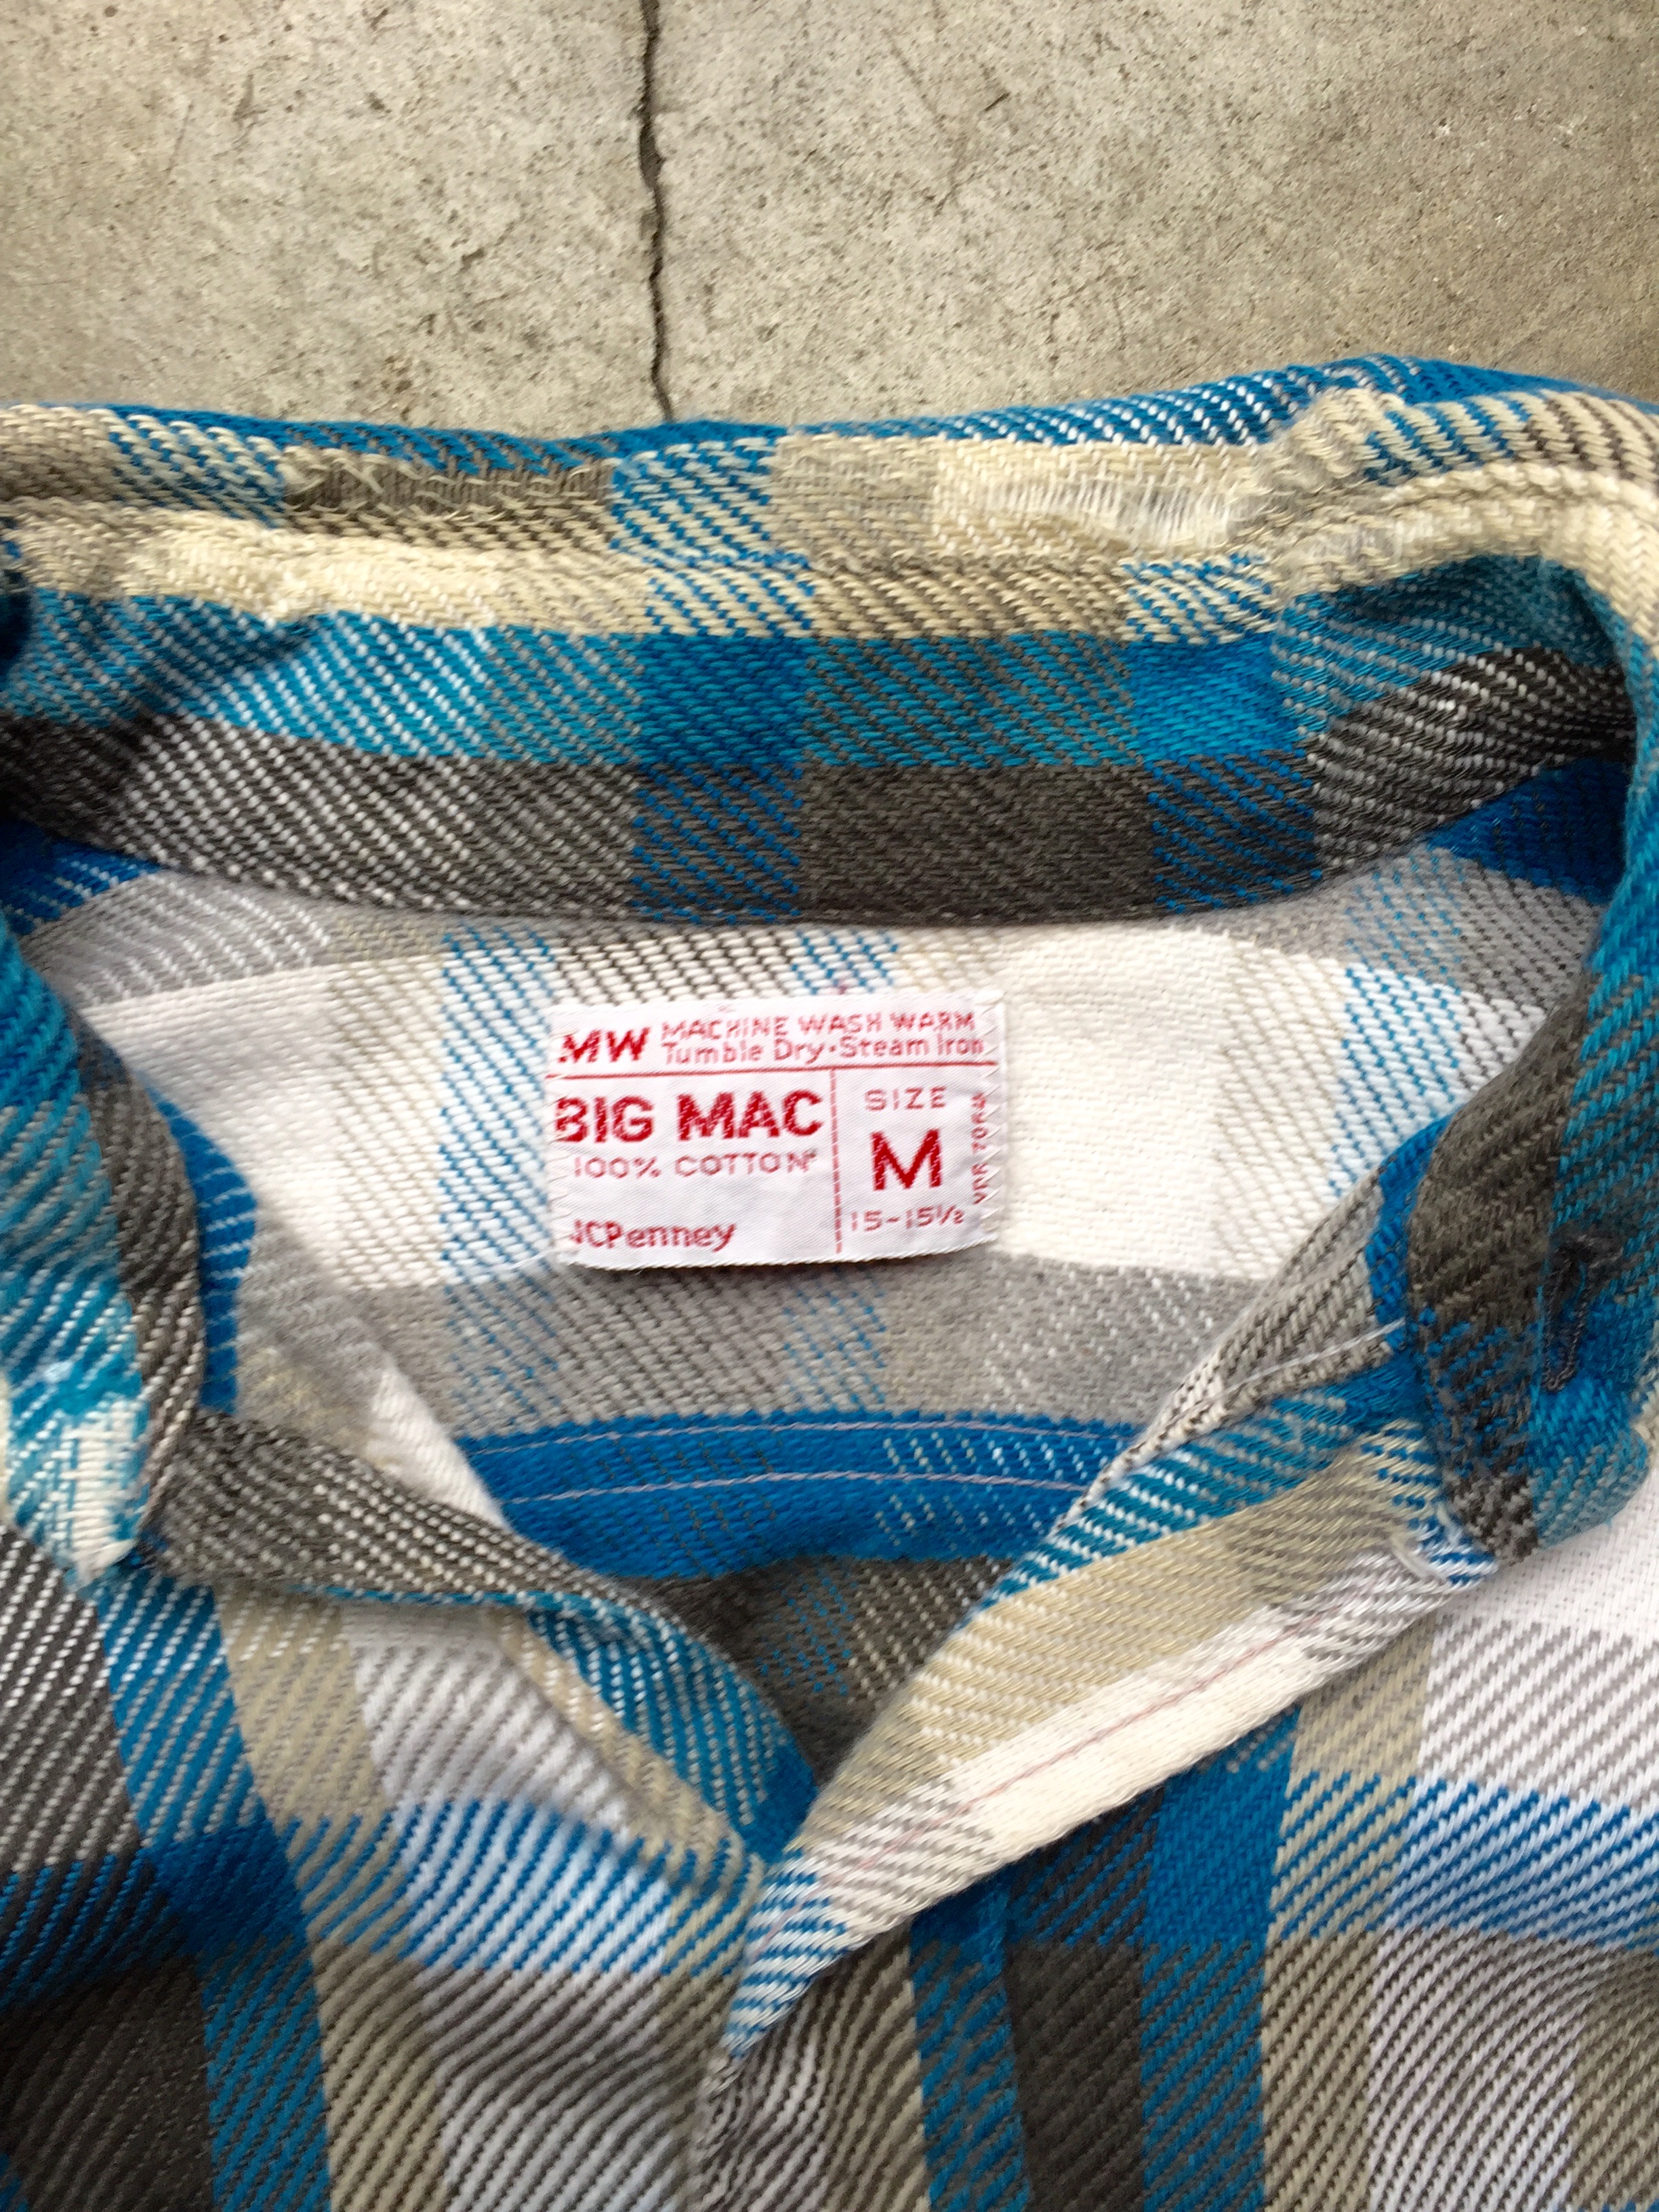 MW MACHINE WASH WARM
Tumble Dry·Steam Iron
BIG MAC
100% COTTON
JCPenney
SIZE
M
15-15½